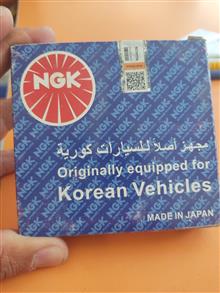 NGK
مجهز أصلاً للسيارات كورية
Originally equipped for
Korean Vehicles
MADE IN JAPAN